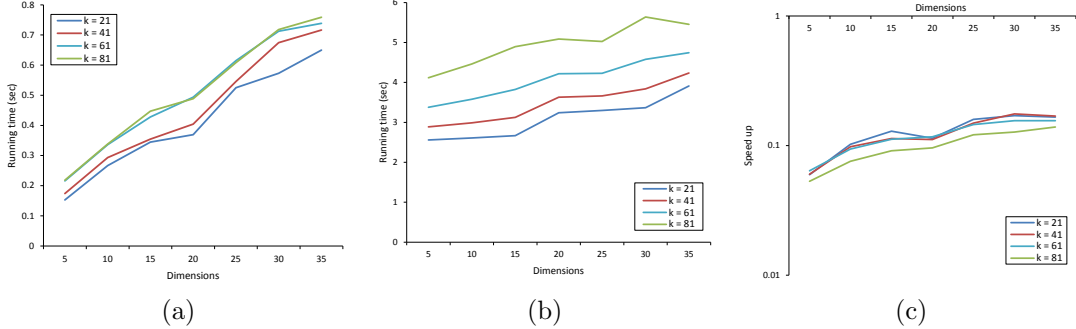 0.8
0.7
0.6
0.5
0.4
0.3
0.2
0.1
0
Running time (sec)
k = 21
k = 41
k = 61
k = 81
5 10 15 20 25 30 35
Dimensions
(a)
6
5
4
3
2
1
0
Running time (sec)
k = 21
k = 41
k = 61
k = 81
5 10 15 20 25 30 35
Dimensions
(b)
Dimensions
5 10 15 20 25 30 35
1
0.1
0.01
Speed up
k = 21
k = 41
k = 61
k = 81
(c)